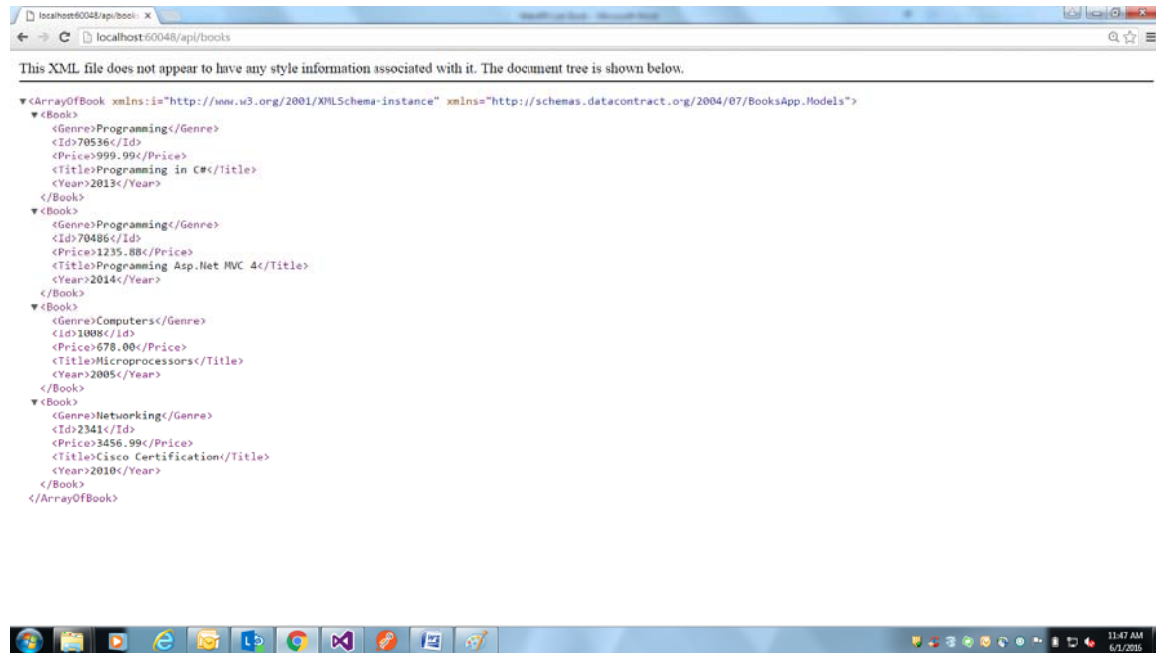 localhost:60048/api/book: X
localhost:60048/api/books
This XML file does not appear to have any style information associated with it. The document tree is shown below.
▼<ArrayOfBook xmlns:i="http://www.w3.org/2001/XMLSchema-instance" xmlns="http://schemas.datacontract.org/2004/07/BooksApp.Models">
▼<Book>
<Genre>Programming</Genre>
<Id>70536</Id>
<Price>999.99</Price>
<Title>Programming in C#</Title>
<Year>2013</Year>
</Book>
▼<Book>
<Genre>Programming</Genre>
<Id>70486</Id>
<Price>1235.88</Price>
<Title>Programming Asp.Net MVC 4</Title>
<Year>2014</Year>
</Book>
▼<Book>
<Genre>Computers</Genre>
<Id>1008</Id>
<Price>678.00</Price>
<Title>Microprocessors</Title>
<Year>2005</Year>
</Book>
▼<Book>
<Genre>Networking</Genre>
<Id>2341</Id>
<Price>3456.99</Price>
<Title>Cisco Certification</Title>
<Year>2010</Year>
</Book>
</ArrayOfBook>
11:47 AM
6/1/2016